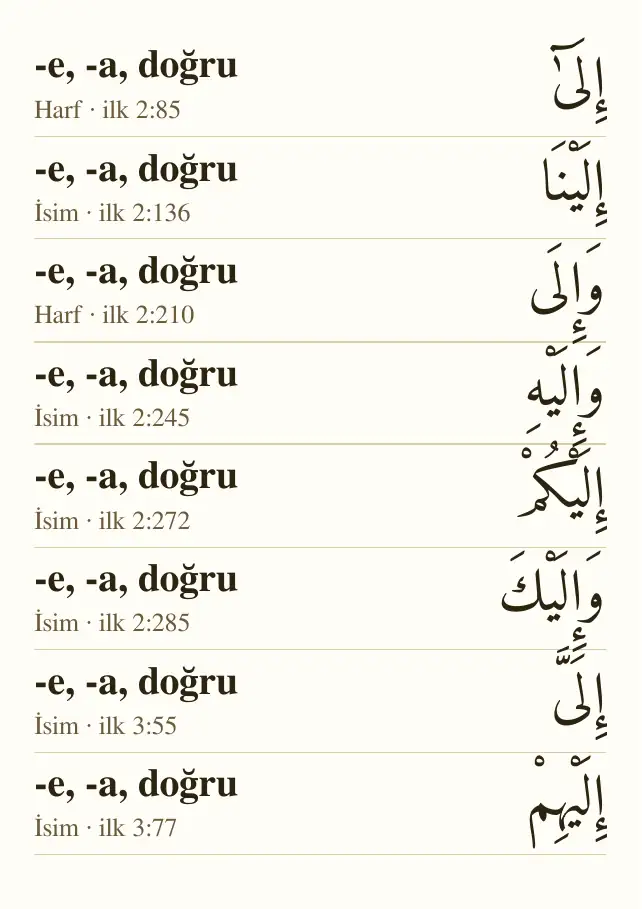 -e, -a, doğru إِلَىٰٓ
Harf · ilk 2:85
-e, -a, doğru إِلَيْنَا
İsim · ilk 2:136
-e, -a, doğru وَإِلَى
Harf · ilk 2:210
-e, -a, doğru وَإِلَيْهِ
İsim · ilk 2:245
-e, -a, doğru إِلَيْكُمْ
İsim · ilk 2:272
-e, -a, doğru وَإِلَيْكَ
İsim · ilk 2:285
-e, -a, doğru إِلَىَّ
İsim · ilk 3:55
-e, -a, doğru إِلَيْهِمْ
İsim · ilk 3:77